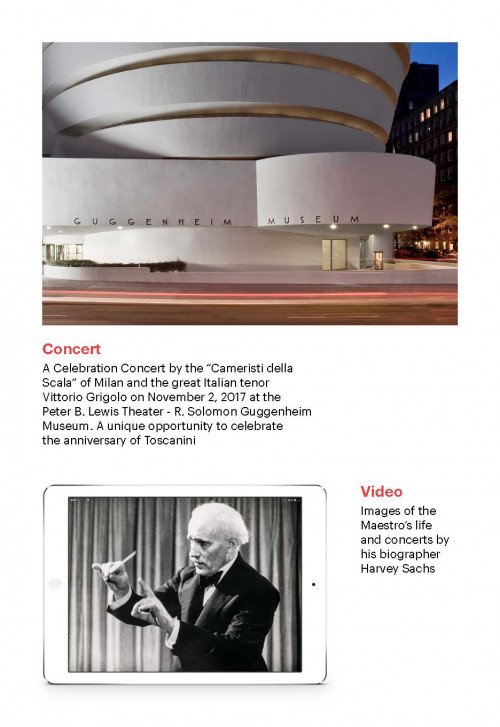 GUGGENHEIM MUSEUM
Concert
A Celebration Concert by the “Cameristi della
Scala” of Milan and the great Italian tenor
Vittorio Grigolo on November 2, 2017 at the
Peter B. Lewis Theater - R. Solomon Guggenheim
Museum. A unique opportunity to celebrate
the anniversary of Toscanini
Video
Images of the
Maestro’s life
and concerts by
his biographer
Harvey Sachs